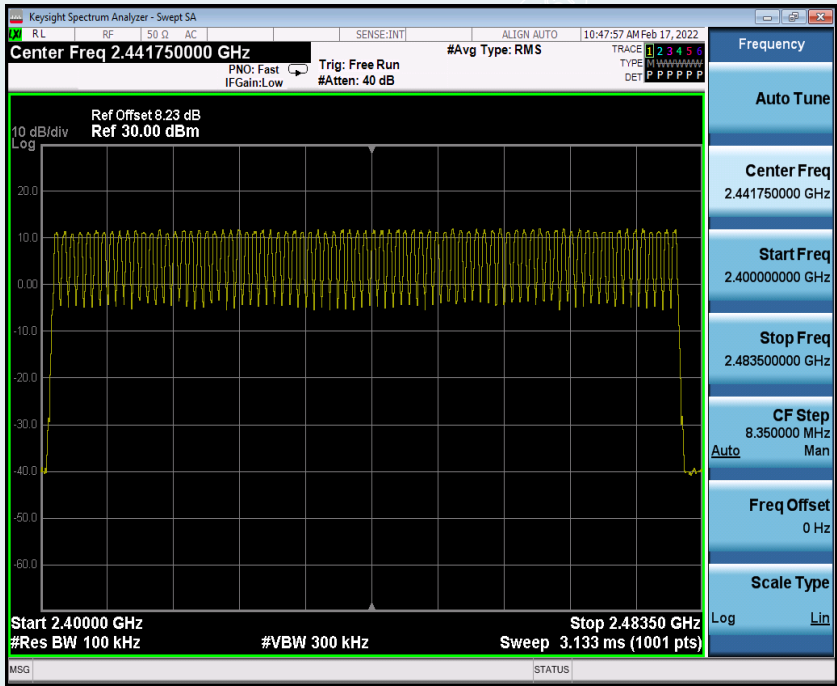 Keysight Spectrum Analyzer - Swept SA
LXI RL RF 50 Ω AC SENSE:INT ALIGN AUTO 10:47:57 AM Feb 17, 2022
Center Freq 2.441750000 GHz
#Avg Type: RMS
TRACE 1 2 3 4 5 6
PNO: Fast
Trig: Free Run
TYPE M WWWWW
IFGain:Low
#Atten: 40 dB
DET P P P P P P
Ref Offset 8.23 dB
10 dB/div Ref 30.00 dBm
Log
20.0
10.0
0.00
-10.0
-20.0
-30.0
-40.0
-50.0
-60.0
Start 2.40000 GHz
Stop 2.48350 GHz
#Res BW 100 kHz
#VBW 300 kHz
Sweep 3.133 ms (1001 pts)
MSG
STATUS
Frequency
Auto Tune
Center Freq
2.441750000 GHz
Start Freq
2.400000000 GHz
Stop Freq
2.483500000 GHz
CF Step
8.350000 MHz
Auto Man
Freq Offset
0 Hz
Scale Type
Log Lin